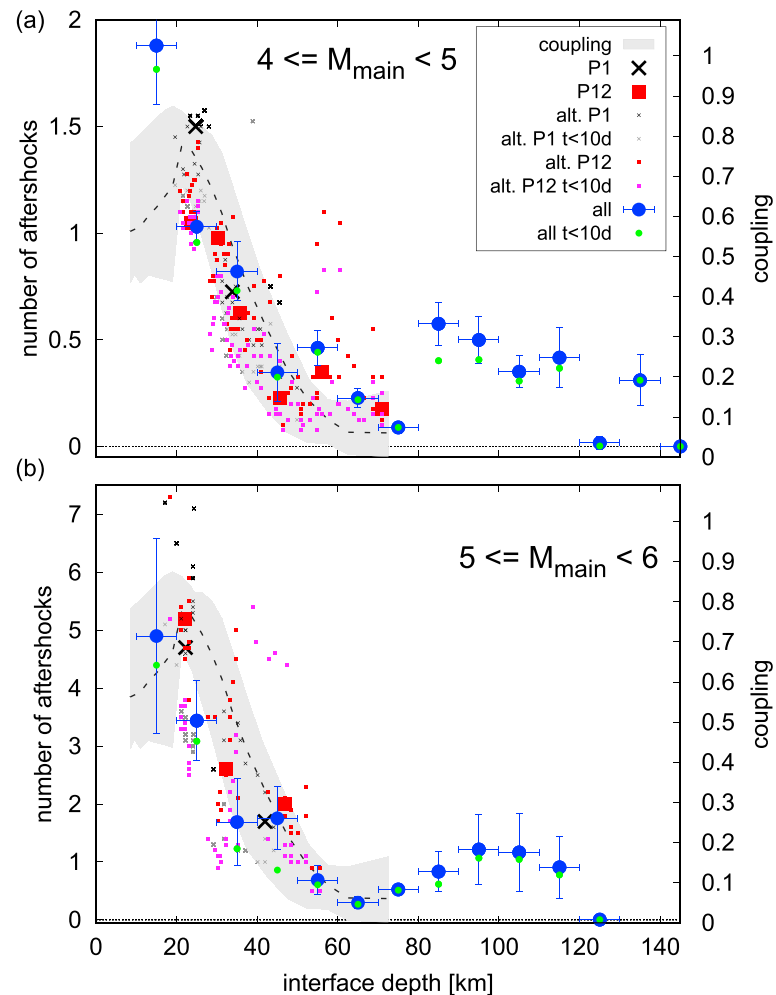 (a)
2
1.5
1
0.5
0
number of aftershocks
4 <= Mmain < 5
coupling
P1
P12
alt. P1
alt. P1 t<10d
alt. P12
alt. P12 t<10d
all
all t<10d
1
0.9
0.8
0.7
0.6
0.5
0.4
0.3
0.2
0.1
0
coupling
(b)
7
6
5
4
3
2
1
0
number of aftershocks
5 <= Mmain < 6
1
0.9
0.8
0.7
0.6
0.5
0.4
0.3
0.2
0.1
0
coupling
0 20 40 60 80 100 120 140
interface depth [km]